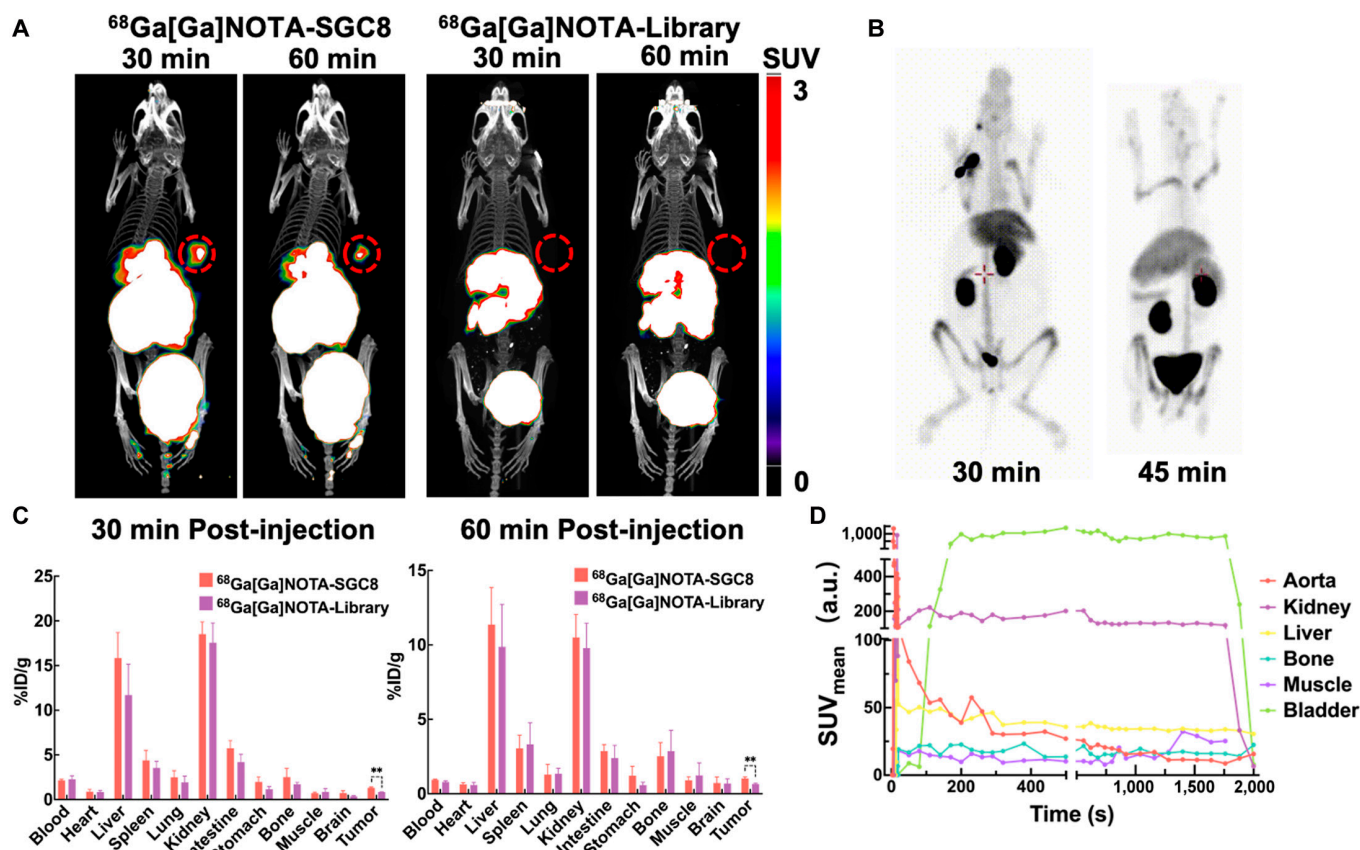 A
⁶⁸Ga[Ga]NOTA-SGC8
30 min 60 min
⁶⁸Ga[Ga]NOTA-Library
30 min 60 min
SUV
3
0
B
30 min
45 min
C
30 min Post-injection
25
20
15
10
5
0
%ID/g
⁶⁸Ga[Ga]NOTA-SGC8
⁶⁸Ga[Ga]NOTA-Library
**
Blood
Heart
Liver
Spleen
Lung
Kidney
Intestine
Stomach
Bone
Muscle
Brain
Tumor
60 min Post-injection
15
10
5
0
%ID/g
⁶⁸Ga[Ga]NOTA-SGC8
⁶⁸Ga[Ga]NOTA-Library
**
Blood
Heart
Liver
Spleen
Lung
Kidney
Intestine
Stomach
Bone
Muscle
Brain
Tumor
D
1,000
400
200
100
50
0
SUVmean (a.u.)
0 200 400 1,000 1,500 2,000
Time (s)
Aorta
Kidney
Liver
Bone
Muscle
Bladder